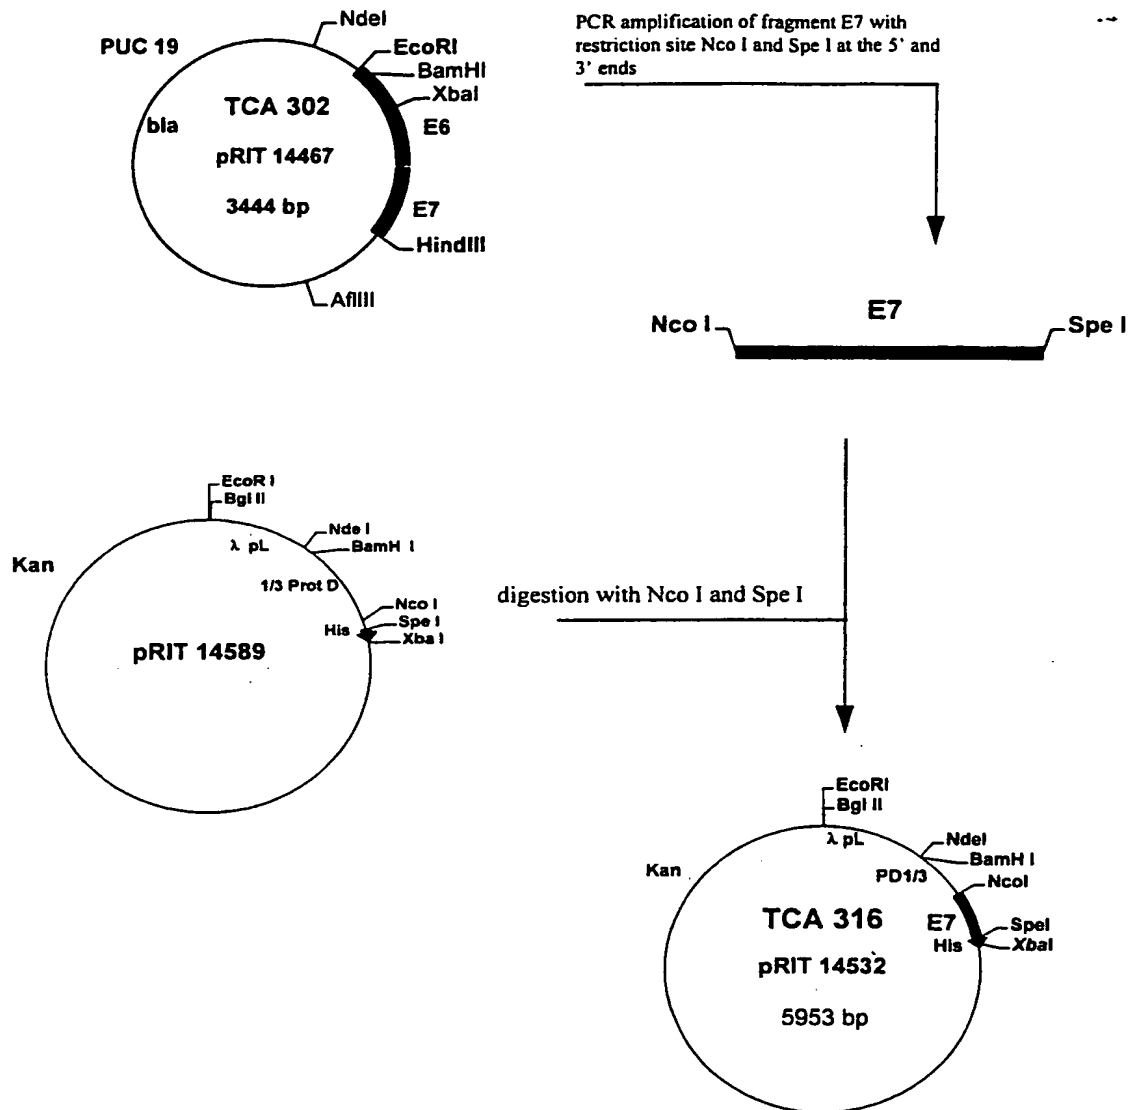 PUC 19
NdeI
EcoRI
BamHI
XbaI
TCA 302
bla
E6
pRIT 14467
3444 bp
E7
HindIII
AflIII
PCR amplification of fragment E7 with
restriction site Nco I and Spe I at the 5' and
3' ends
E7
Nco I
Spe I
EcoR I
Bgl II
Nde I
BamH I
λ pL
Kan
1/3 Prot D
Nco I
Spe I
His
Xba I
pRIT 14589
digestion with Nco I and Spe I
EcoRI
Bgl II
λ pL
NdeI
BamH I
Kan
PD1/3
NcoI
TCA 316
E7
SpeI
His
XbaI
pRIT 14532
5953 bp